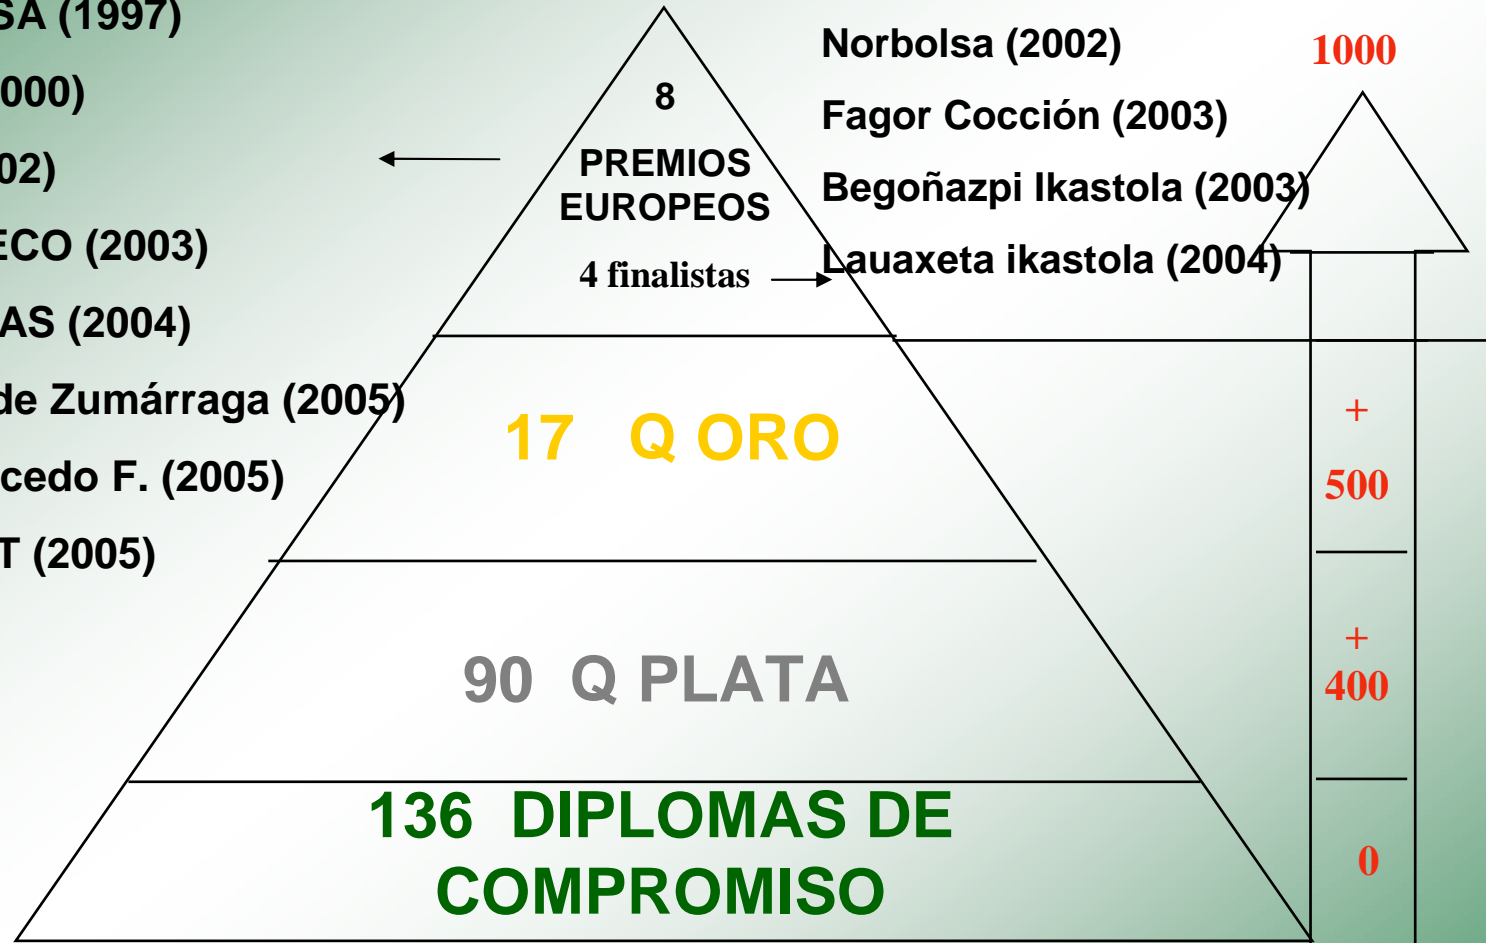 SA (1997)
000)
02)
ECO (2003)
AS (2004)
de Zumárraga (2005)
cedo F. (2005)
T (2005)
8
PREMIOS
EUROPEOS
4 finalistas
Norbolsa (2002)
Fagor Cocción (2003)
Begoñazpi Ikastola (2003)
Lauaxeta ikastola (2004)
17 Q ORO
90 Q PLATA
136 DIPLOMAS DE
COMPROMISO
1000
+
500
+
400
0